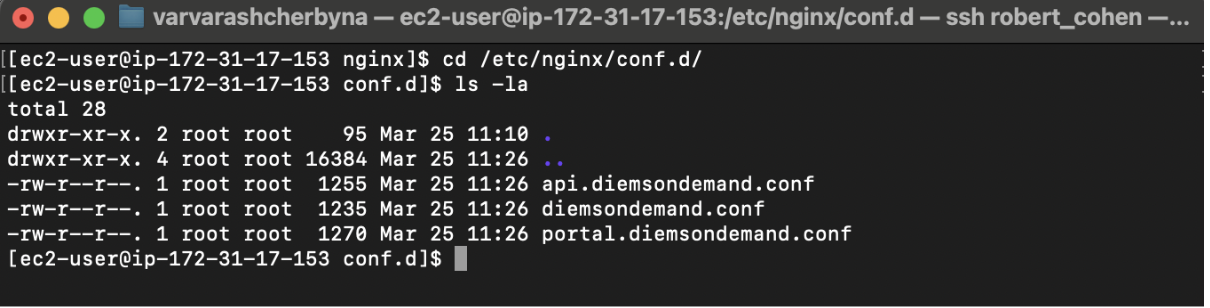 varvarashcherbyna — ec2-user@ip-172-31-17-153:/etc/nginx/conf.d — ssh robert_cohen —...
[[ec2-user@ip-172-31-17-153 nginx]$ cd /etc/nginx/conf.d/
[[ec2-user@ip-172-31-17-153 conf.d]$ ls -la
total 28
drwxr-xr-x. 2 root root    95 Mar 25 11:10 .
drwxr-xr-x. 4 root root 16384 Mar 25 11:26 ..
-rw-r--r--. 1 root root  1255 Mar 25 11:26 api.diemsondemand.conf
-rw-r--r--. 1 root root  1235 Mar 25 11:26 diemsondemand.conf
-rw-r--r--. 1 root root  1270 Mar 25 11:26 portal.diemsondemand.conf
[ec2-user@ip-172-31-17-153 conf.d]$